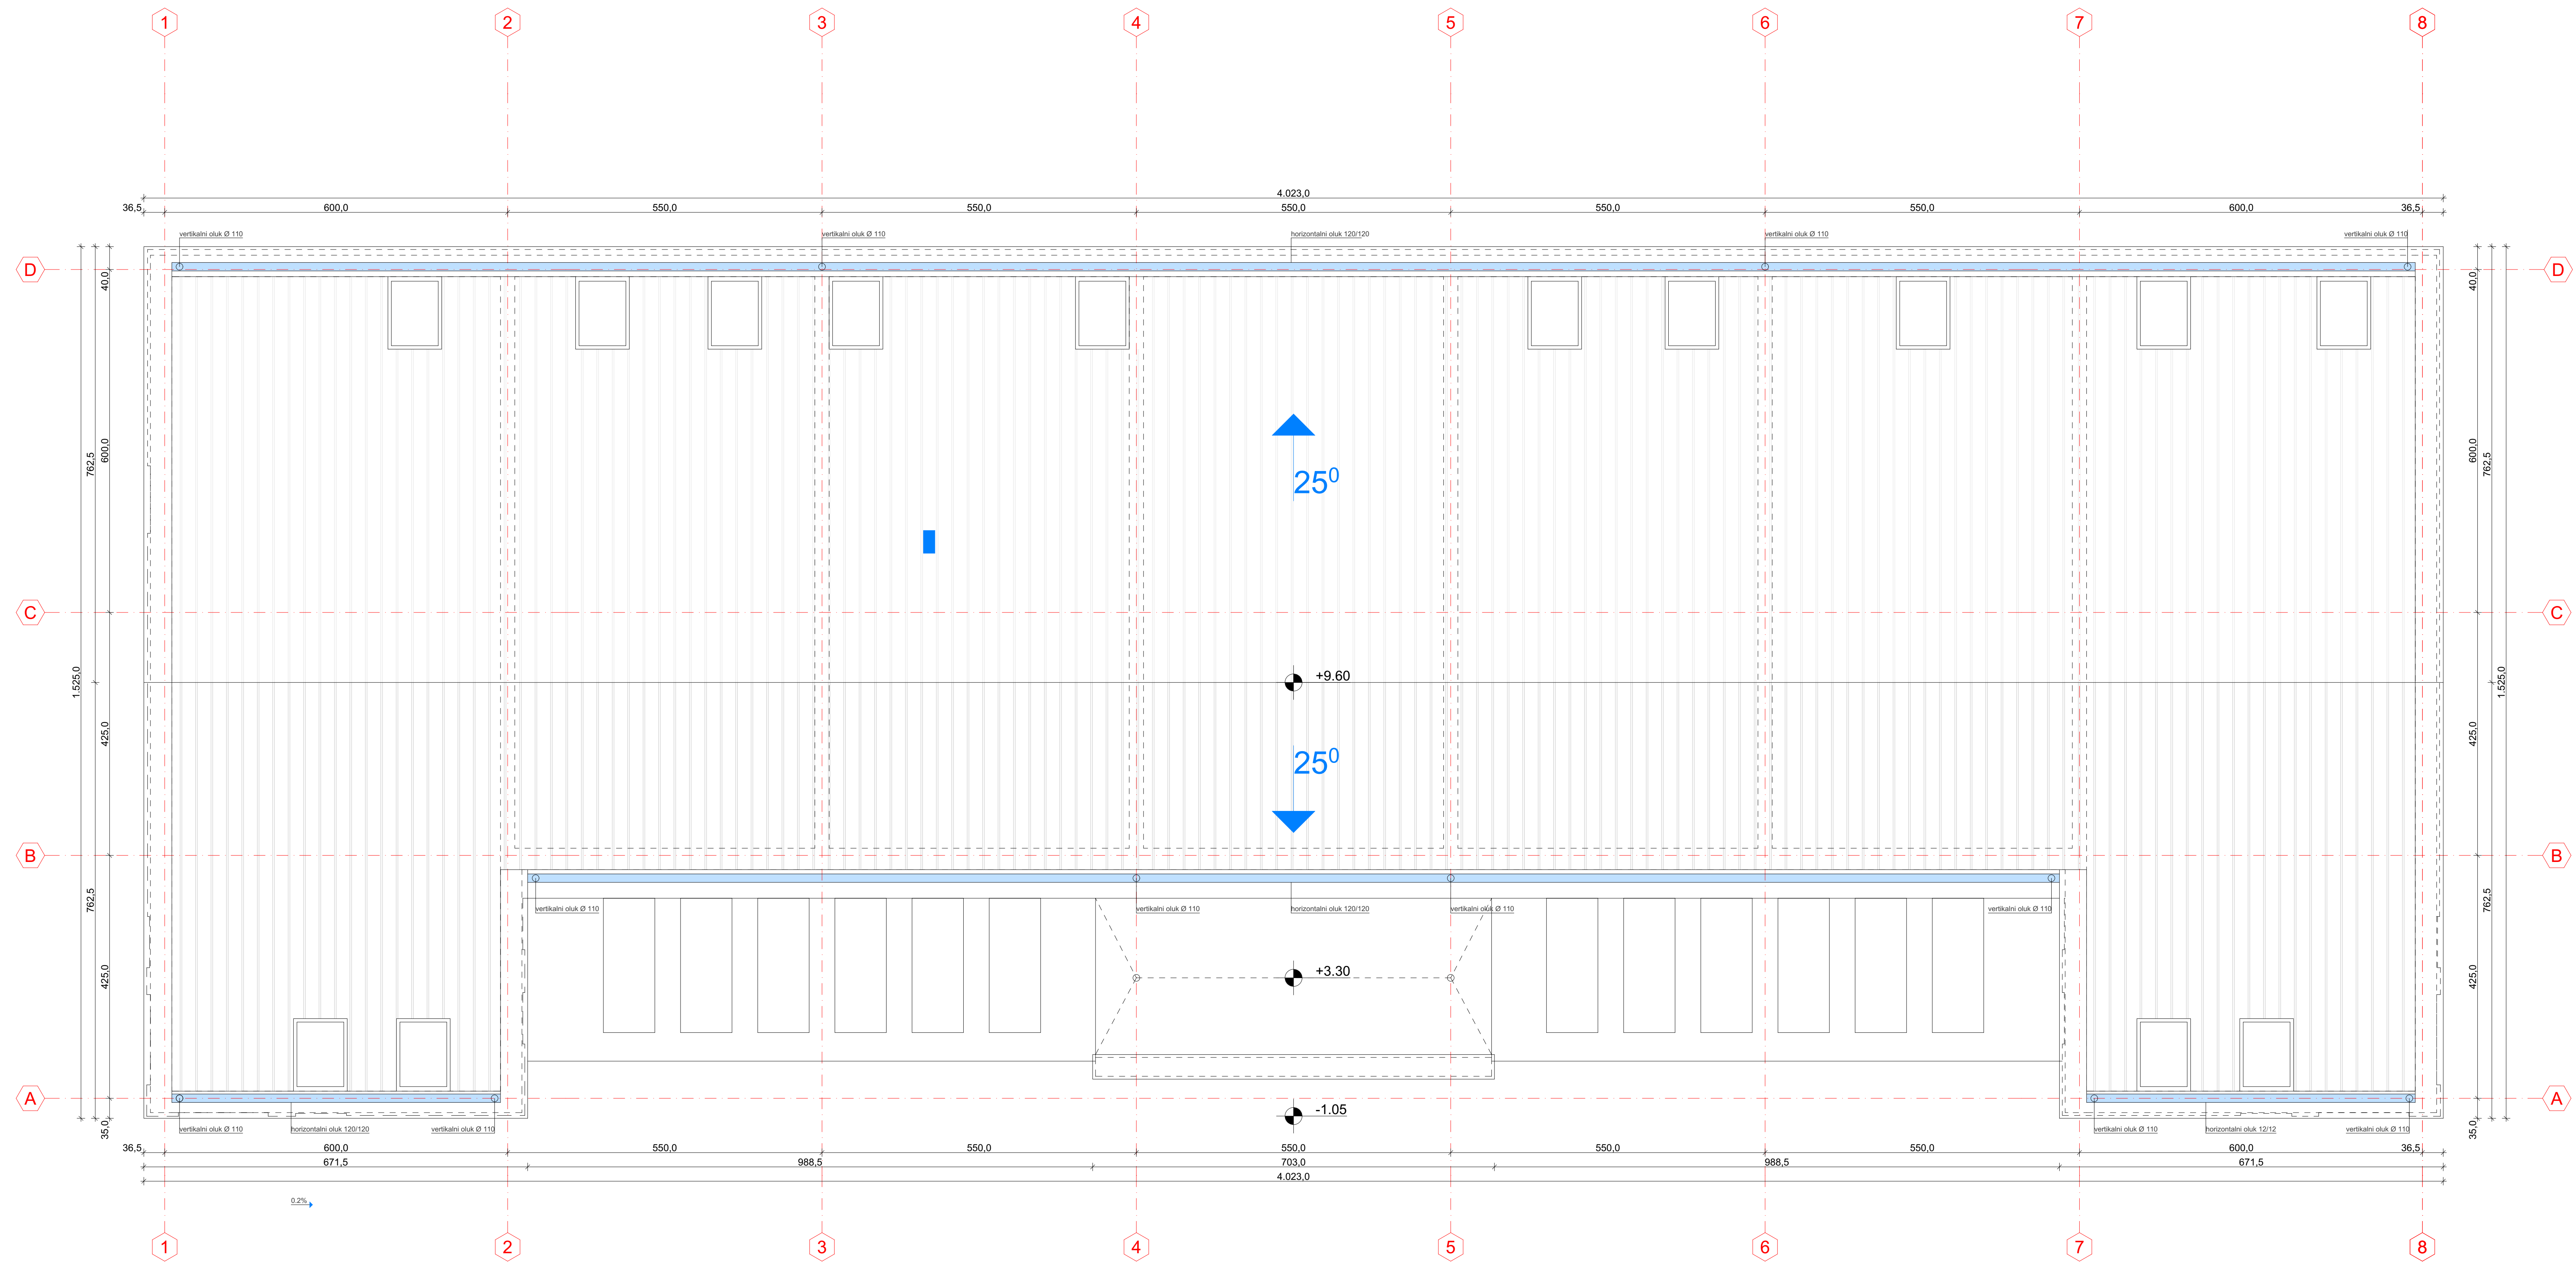 1 2 3 4 5 6 7 8
4.023,0
36,5 600,0 550,0 550,0 550,0 550,0 550,0 600,0 36,5
vertikalni oluk Ø 110 vertikalni oluk Ø 110 horizontalni oluk 120/120 vertikalni oluk Ø 110 vertikalni oluk Ø 110
D D
40,0 40,0
25⁰
762,5 600,0 600,0 762,5
C C
+9.60
1.525,0 1.525,0
425,0 425,0
25⁰
B B
762,5 762,5
vertikalni oluk Ø 110 vertikalni oluk Ø 110 horizontalni oluk 120/120 vertikalni oluk Ø 110 vertikalni oluk Ø 110
425,0 +3.30 425,0
A A
-1.05
35,0 35,0
vertikalni oluk Ø 110 horizontalni oluk 120/120 vertikalni oluk Ø 110 vertikalni oluk Ø 110 horizontalni oluk 12/12 vertikalni oluk Ø 110
36,5 600,0 550,0 550,0 550,0 550,0 550,0 600,0 36,5
671,5 988,5 703,0 988,5 671,5
4.023,0
0.2%
1 2 3 4 5 6 7 8